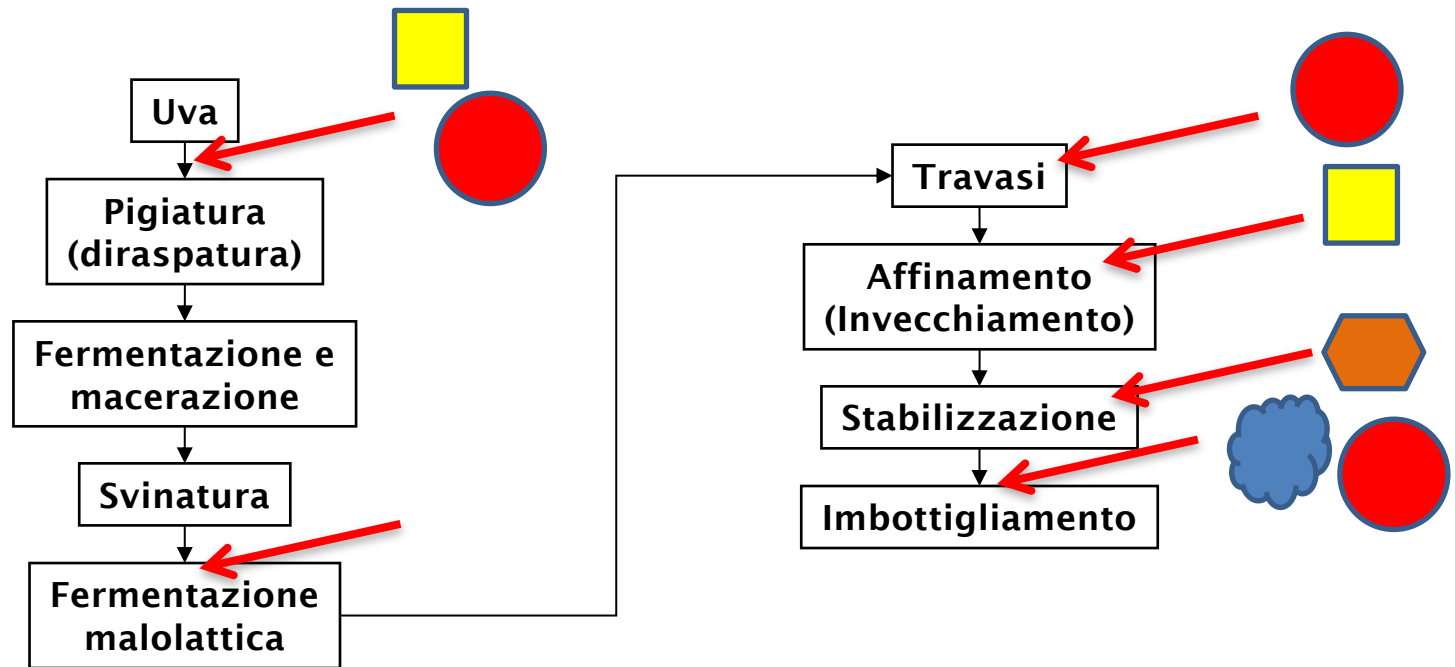 Uva
Pigiatura
(diraspatura)
Fermentazione e
macerazione
Svinatura
Fermentazione
malolattica
Travasi
Affinamento
(Invecchiamento)
Stabilizzazione
Imbottigliamento